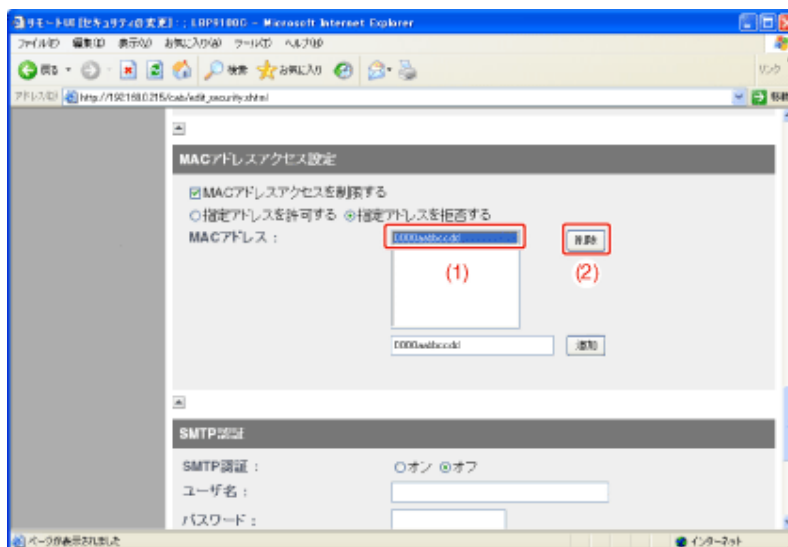 リモートUI [セキュリティの変更] : ; LBP9100C - Microsoft Internet Explorer
ファイル(F) 編集(E) 表示(V) お気に入り(A) ツール(T) ヘルプ(H)
戻る 検索 お気に入り リンク
アドレス(D) http://192.168.0.215/cab/edit_security.shtml 移動
MACアドレスアクセス設定
MACアドレスアクセスを制限する
指定アドレスを許可する 指定アドレスを拒否する
MACアドレス : 0000aabbccdd 削除
(1) (2)
0000aabbccdd 追加
SMTP認証
SMTP認証 : オン オフ
ユーザ名 :
パスワード :
ページが表示されました インターネット